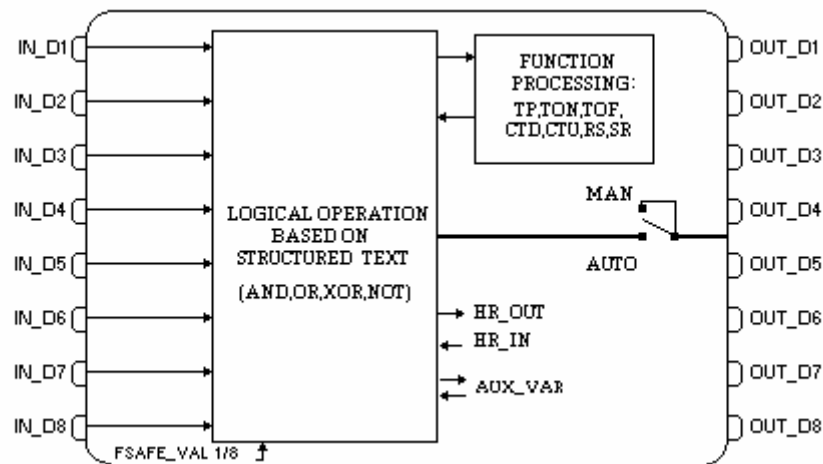 IN_D1
IN_D2
IN_D3
IN_D4
IN_D5
IN_D6
IN_D7
IN_D8
FSAFE_VAL 1/8
LOGICAL OPERATION
BASED ON
STRUCTURED TEXT
(AND,OR,XOR,NOT)
FUNCTION
PROCESSING:
TP,TON,TOF,
CTD,CTU,RS,SR
MAN
AUTO
HR_OUT
HR_IN
AUX_VAR
OUT_D1
OUT_D2
OUT_D3
OUT_D4
OUT_D5
OUT_D6
OUT_D7
OUT_D8